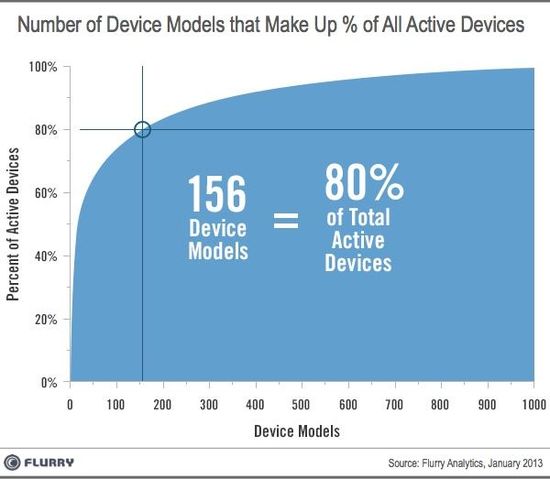 Number of Device Models that Make Up % of All Active Devices
100%
80%
60%
40%
20%
0%
Percent of Active Devices
156
Device
Models
=
80%
of Total
Active
Devices
0 100 200 300 400 500 600 700 800 900 1000
Device Models
FLURRY
Source: Flurry Analytics, January 2013